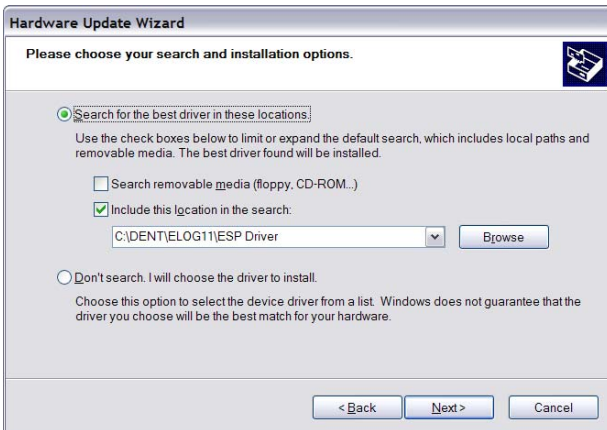 Hardware Update Wizard
Please choose your search and installation options.
Search for the best driver in these locations.
Use the check boxes below to limit or expand the default search, which includes local paths and
removable media. The best driver found will be installed.
Search removable media (floppy, CD-ROM...)
Include this location in the search:
C:\DENT\ELOG11\ESP Driver
Browse
Don't search. I will choose the driver to install.
Choose this option to select the device driver from a list. Windows does not guarantee that the
driver you choose will be the best match for your hardware.
< Back Next > Cancel